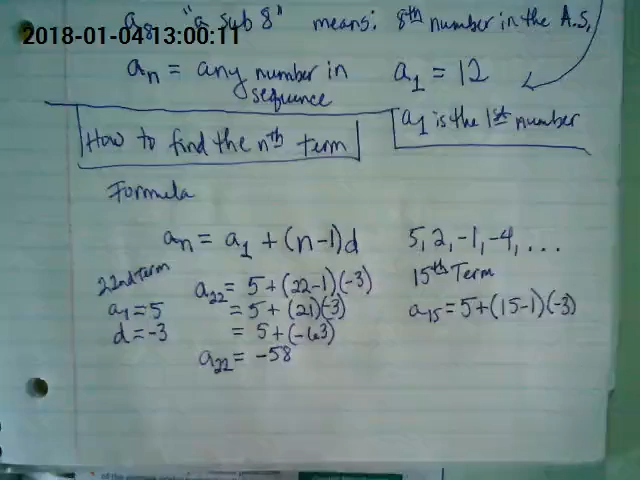 a8 "a sub 8" means: 8th number in the A.S.
2018-01-04 13:00:11
an = any number in sequence
a1 = 12
a1 is the 1st number
How to find the nth term
Formula
an = a1 + (n-1)d
5, 2, -1, -4, ...
22nd term
a1 = 5
d = -3
a22 = 5 + (22-1)(-3)
= 5 + (21)(-3)
= 5 + (-63)
a22 = -58
15th Term
a15 = 5 + (15-1)(-3)